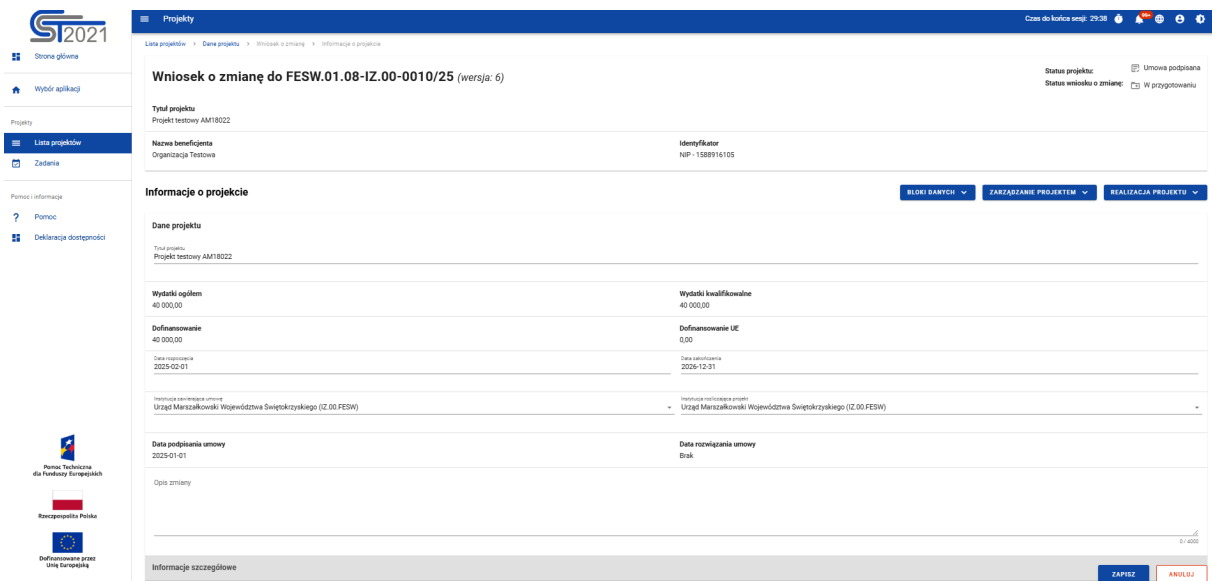 CST2021
Strona główna
Wybór aplikacji
Projekty
Lista projektów
Zadania
Pomoc i informacje
Pomoc
Deklaracja dostępności
Pomoc Techniczna
dla Funduszy Europejskich
Rzeczpospolita Polska
Dofinansowane przez
Unię Europejską
Projekty
Czas do końca sesji: 29:38
99+
Lista projektów > Dane projektu > Wniosek o zmianę > Informacje o projekcie
Wniosek o zmianę do FESW.01.08-IZ.00-0010/25 (wersja: 6)
Status projektu: Umowa podpisana
Status wniosku o zmianę: W przygotowaniu
Tytuł projektu
Projekt testowy AM18022
Nazwa beneficjenta
Organizacja Testowa
Identyfikator
NIP - 1588916105
Informacje o projekcie
BLOKI DANYCH
ZARZĄDZANIE PROJEKTEM
REALIZACJA PROJEKTU
Dane projektu
Tytuł projektu
Projekt testowy AM18022
Wydatki ogółem
40 000,00
Wydatki kwalifikowalne
40 000,00
Dofinansowanie
40 000,00
Dofinansowanie UE
0,00
Data rozpoczęcia
2025-02-01
Data zakończenia
2026-12-31
Instytucja zawierająca umowę
Urząd Marszałkowski Województwa Świętokrzyskiego (IZ.00.FESW)
Instytucja rozliczająca projekt
Urząd Marszałkowski Województwa Świętokrzyskiego (IZ.00.FESW)
Data podpisania umowy
2025-01-01
Data rozwiązania umowy
Brak
Opis zmiany
0 / 4000
Informacje szczegółowe
ZAPISZ
ANULUJ